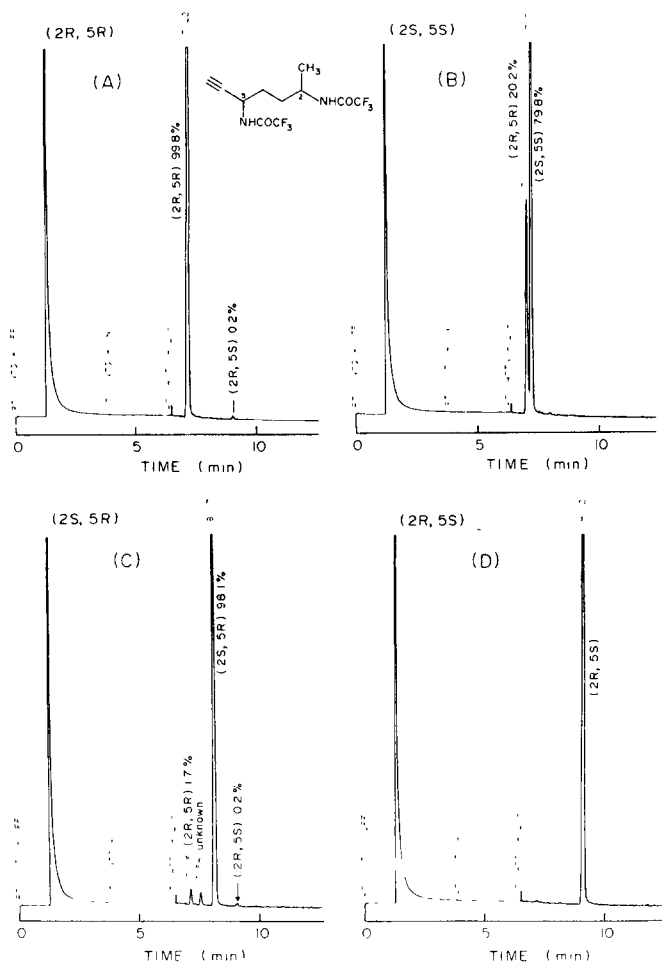 (2R, 5R)
(A)
(2R, 5R) 99.8%
(2R, 5S) 0.2%
CH3
5
2
NHCOCF3
NHCOCF3
0 5 10
TIME (min)
(2S, 5S)
(B)
(2R, 5R) 20.2%
(2S, 5S) 79.8%
0 5 10
TIME (min)
(2S, 5R)
(C)
(2R, 5R) 1.7%
unknown
(2S, 5R) 98.1%
(2R, 5S) 0.2%
0 5 10
TIME (min)
(2R, 5S)
(D)
(2R, 5S)
0 5 10
TIME (min)